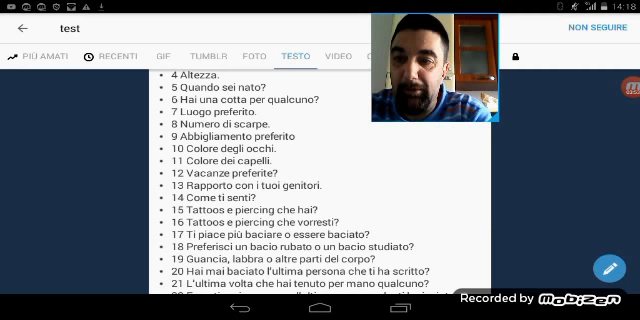 14:18
test
NON SEGUIRE
PIÙ AMATI RECENTI GIF TUMBLR FOTO TESTO VIDEO
4 Altezza.
5 Quando sei nato?
6 Hai una cotta per qualcuno?
7 Luogo preferito.
8 Numero di scarpe.
9 Abbigliamento preferito
10 Colore degli occhi.
11 Colore dei capelli.
12 Vacanze preferite?
13 Rapporto con i tuoi genitori.
14 Come ti senti?
15 Tattoos e piercing che hai?
16 Tattoos e piercing che vorresti?
17 Ti piace più baciare o essere baciato?
18 Preferisci un bacio rubato o un bacio studiato?
19 Guancia, labbra o altre parti del corpo?
20 Hai mai baciato l'ultima persona che ti ha scritto?
21 L'ultima volta che hai tenuto per mano qualcuno?
Recorded by Mobizen